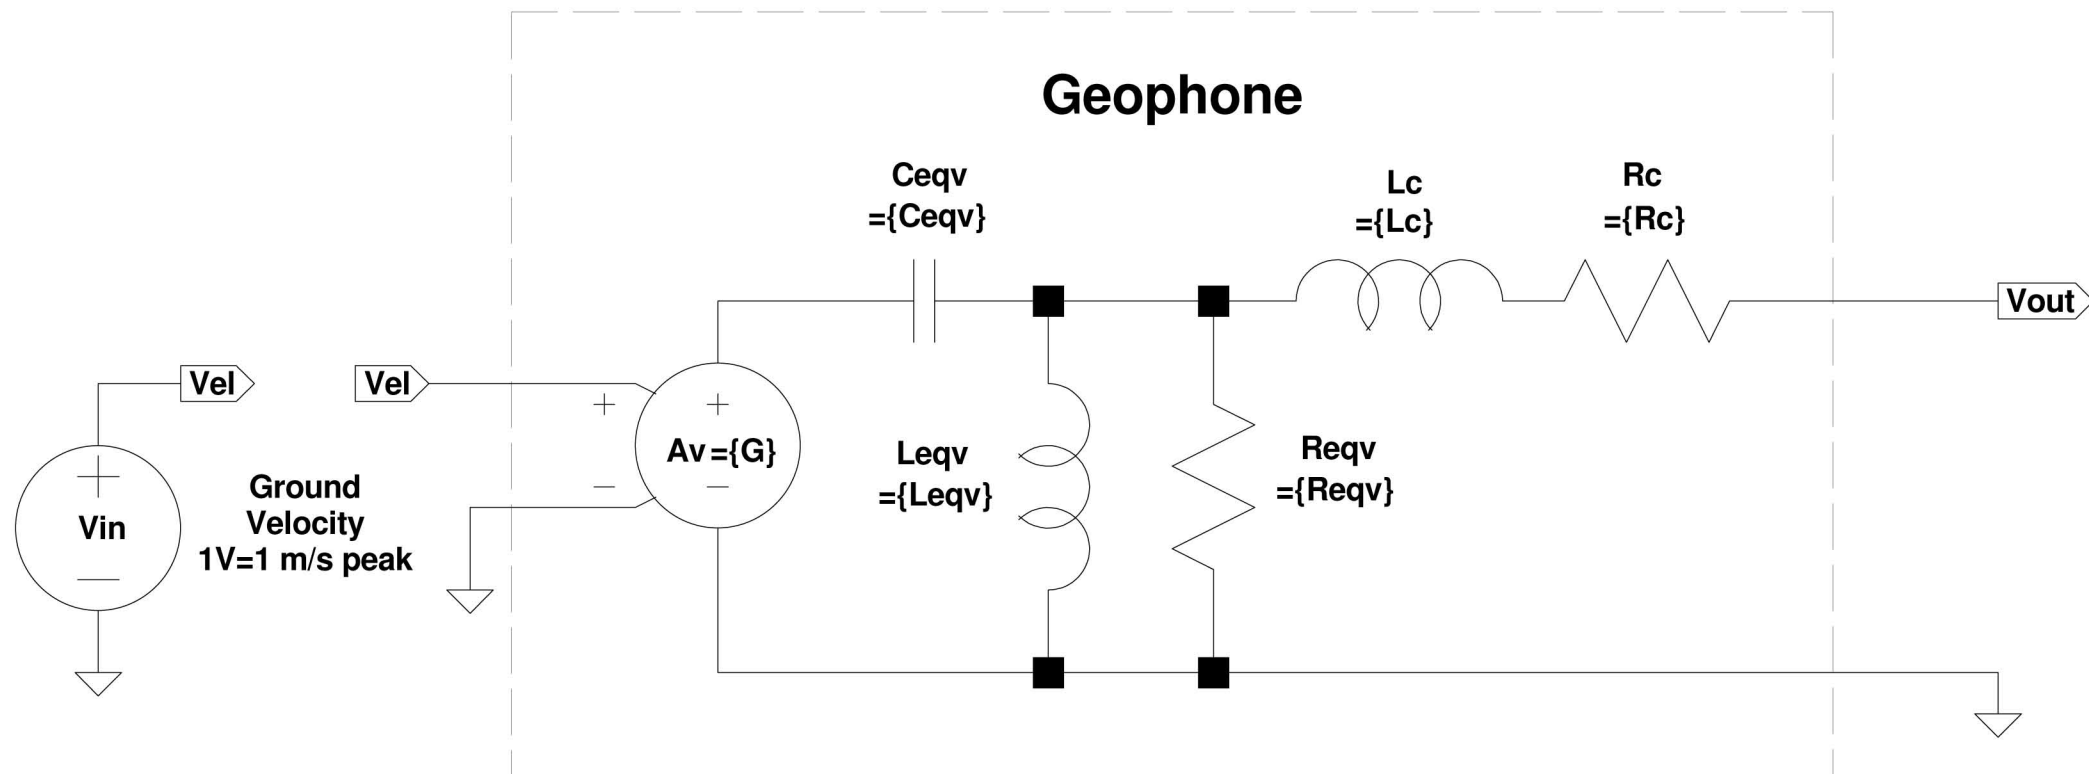 Geophone
Ceqv
={Ceqv}
Lc
={Lc}
Rc
={Rc}
Vout
Vel
Vel
+
+
Av={G}
Leqv
={Leqv}
Reqv
={Reqv}
+
Vin
Ground
Velocity
1V=1 m/s peak